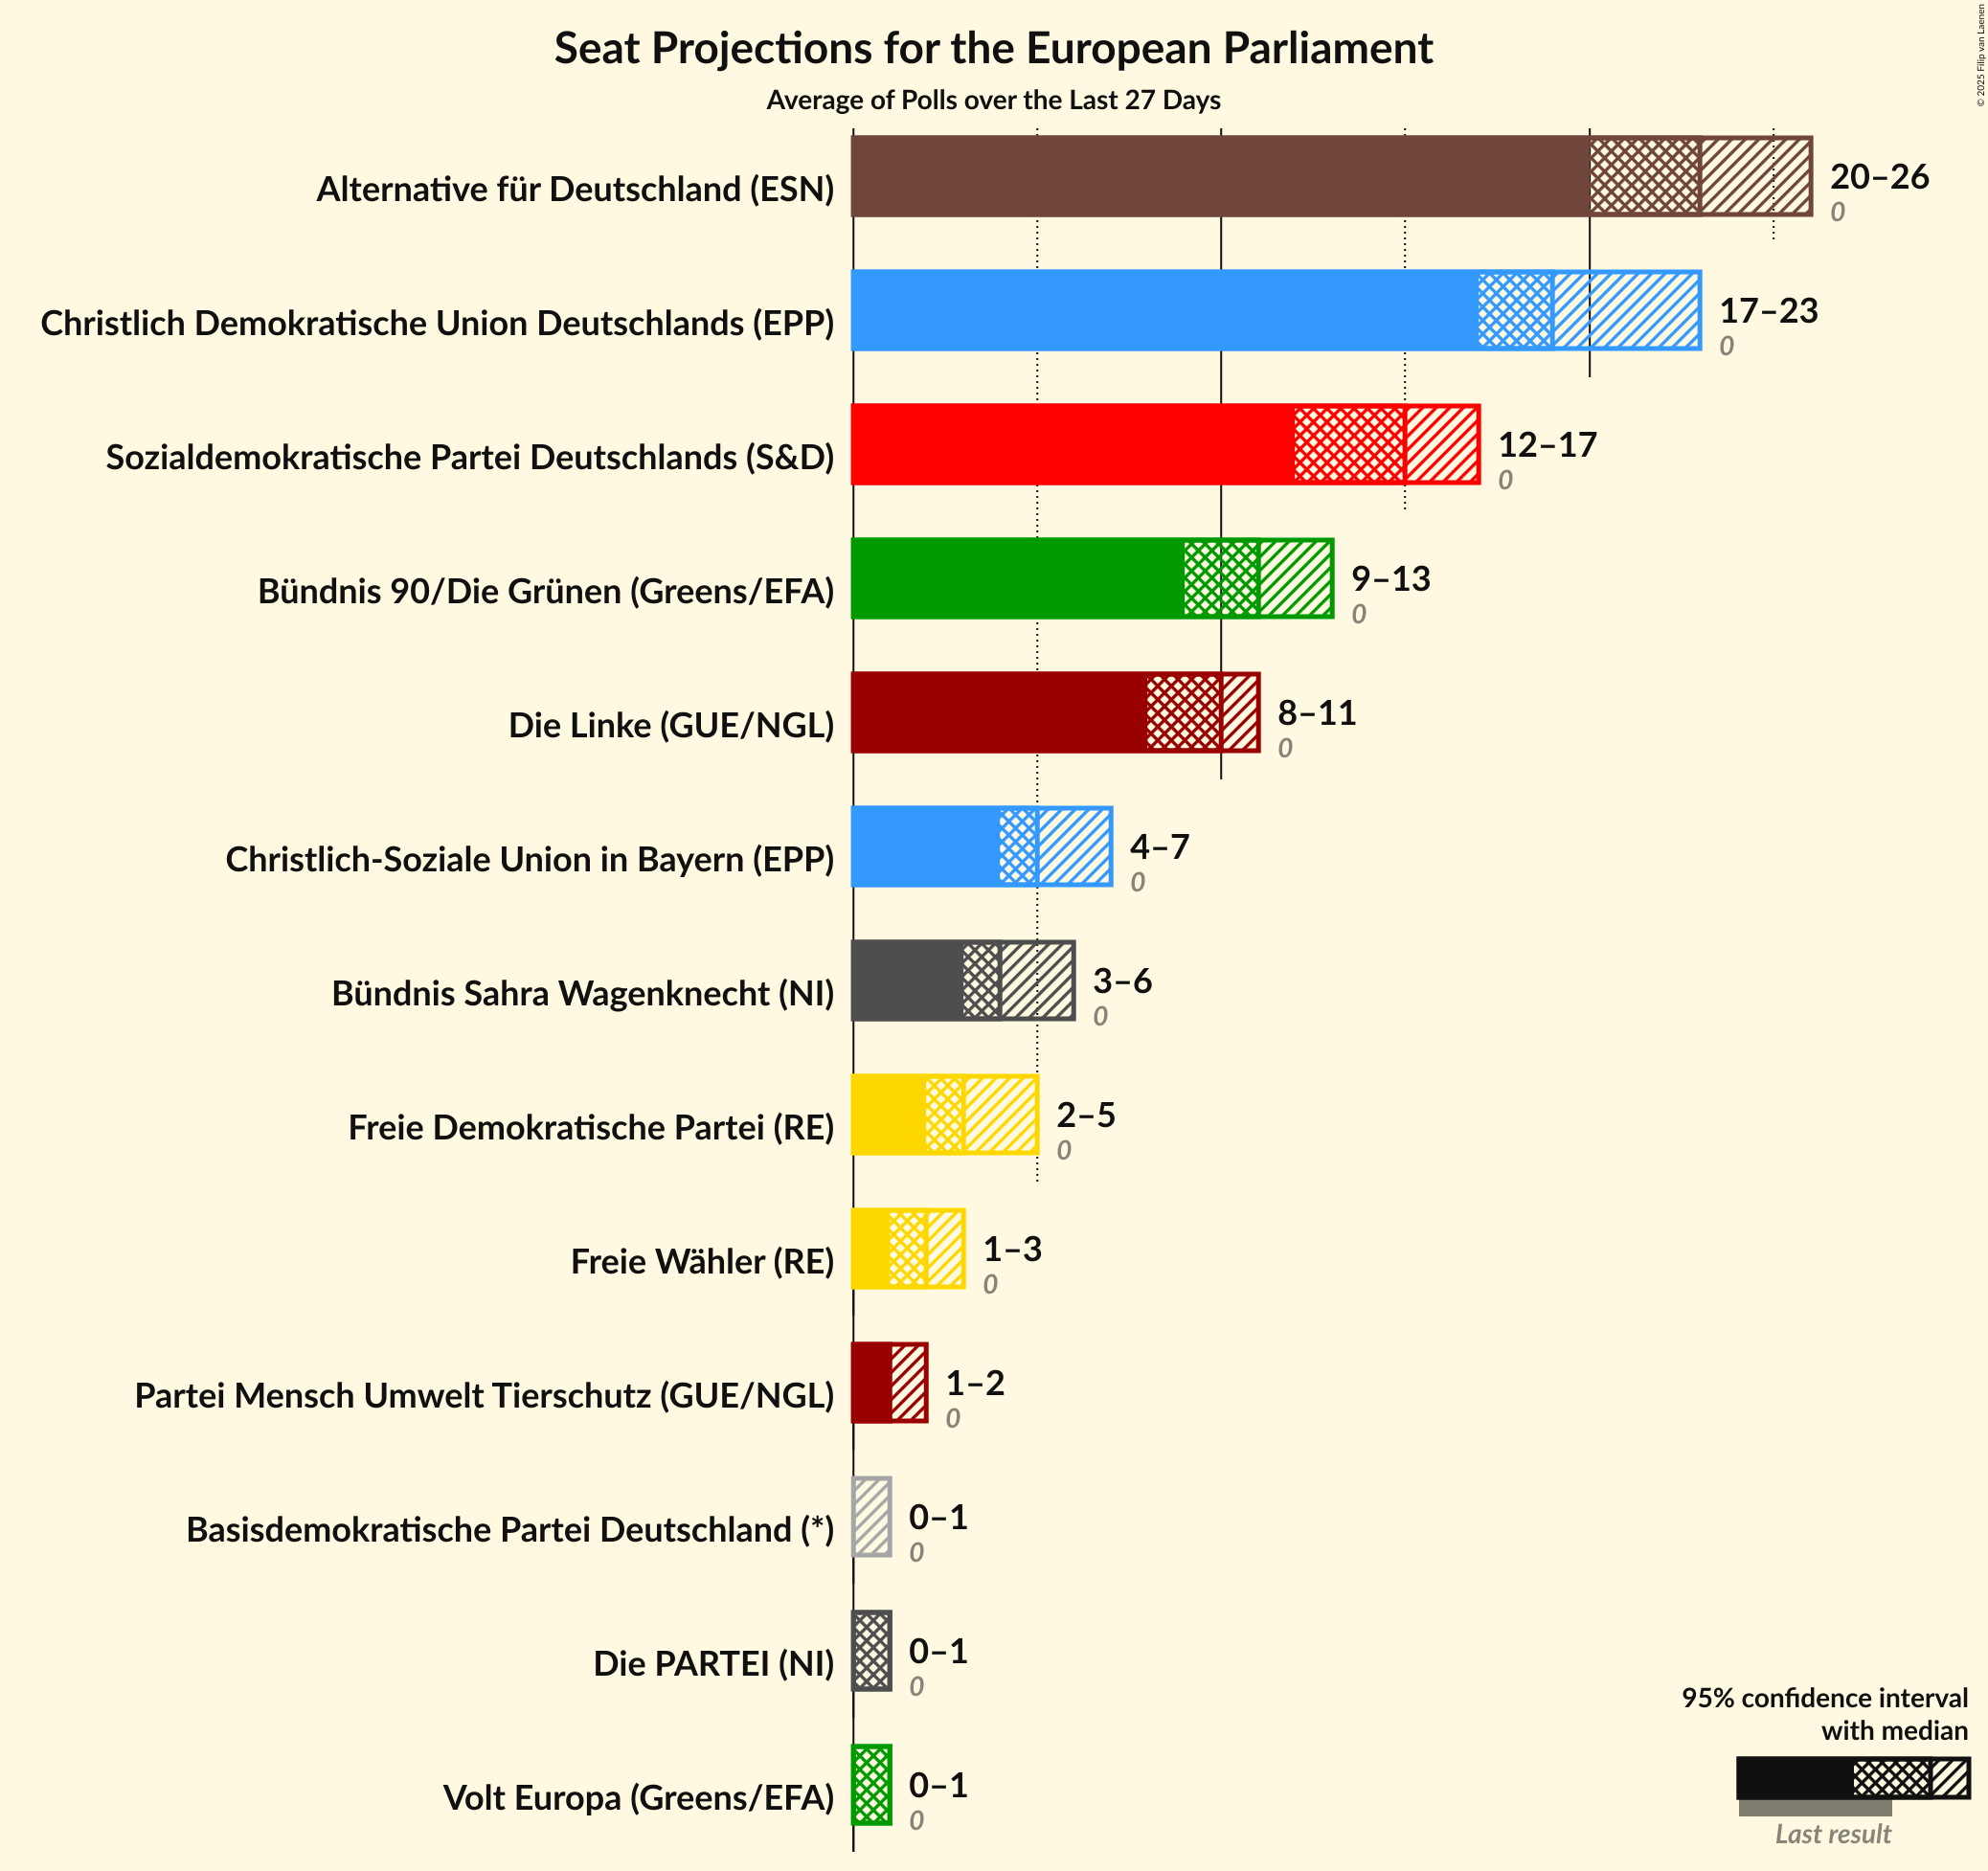 Seat Projections for the European Parliament
Average of Polls over the Last 27 Days
© 2025 Filip van Laenen
Alternative für Deutschland (ESN)
20–26
0
Christlich Demokratische Union Deutschlands (EPP)
17–23
0
Sozialdemokratische Partei Deutschlands (S&D)
12–17
0
Bündnis 90/Die Grünen (Greens/EFA)
9–13
0
Die Linke (GUE/NGL)
8–11
0
Christlich-Soziale Union in Bayern (EPP)
4–7
0
Bündnis Sahra Wagenknecht (NI)
3–6
0
Freie Demokratische Partei (RE)
2–5
0
Freie Wähler (RE)
1–3
0
Partei Mensch Umwelt Tierschutz (GUE/NGL)
1–2
0
Basisdemokratische Partei Deutschland (*)
0–1
0
Die PARTEI (NI)
0–1
0
Volt Europa (Greens/EFA)
0–1
0
95% confidence interval
with median
Last result